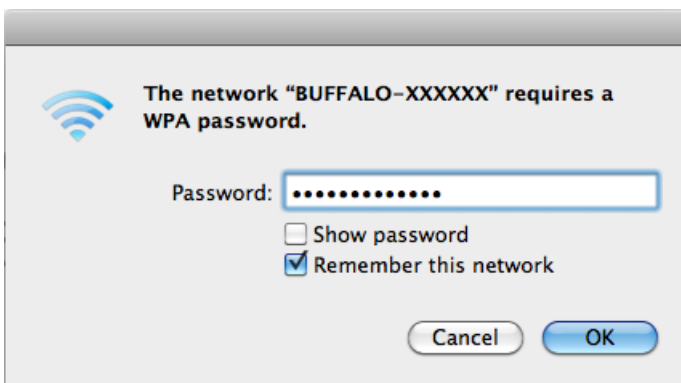 The network “BUFFALO-XXXXXX” requires a
WPA password.
Password: •••••••••••••
Show password
Remember this network
Cancel OK